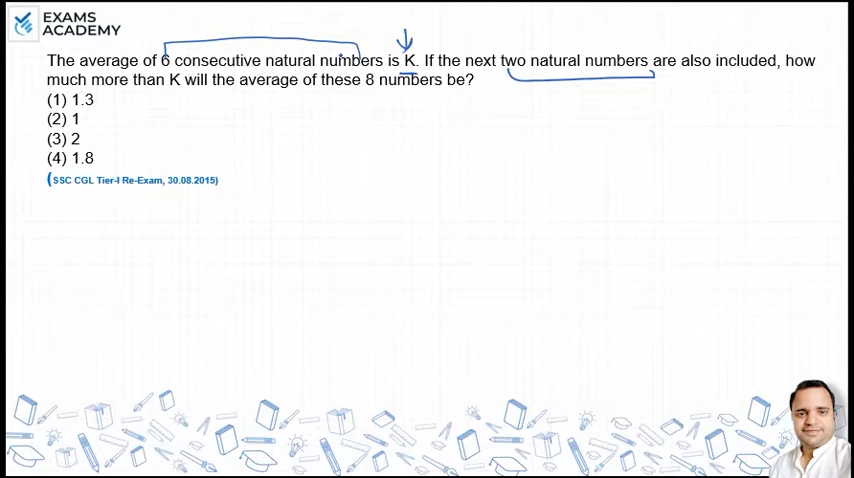 EXAMS
ACADEMY
The average of 6 consecutive natural numbers is K. If the next two natural numbers are also included, how
much more than K will the average of these 8 numbers be?
(1) 1.3
(2) 1
(3) 2
(4) 1.8
(SSC CGL Tier-I Re-Exam, 30.08.2015)